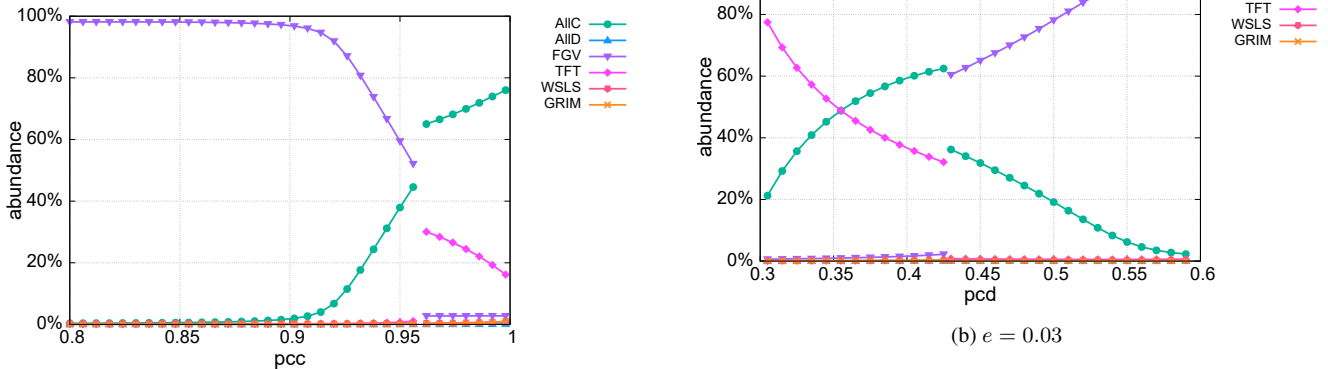 100%
80%
60%
40%
20%
0%
abundance
0.8
0.85
0.9
0.95
1
pcc
AllC
AllD
FGV
TFT
WSLS
GRIM
80%
60%
40%
20%
0%
abundance
0.3
0.35
0.4
0.45
0.5
0.55
0.6
pcd
TFT
WSLS
GRIM
(b) e = 0.03